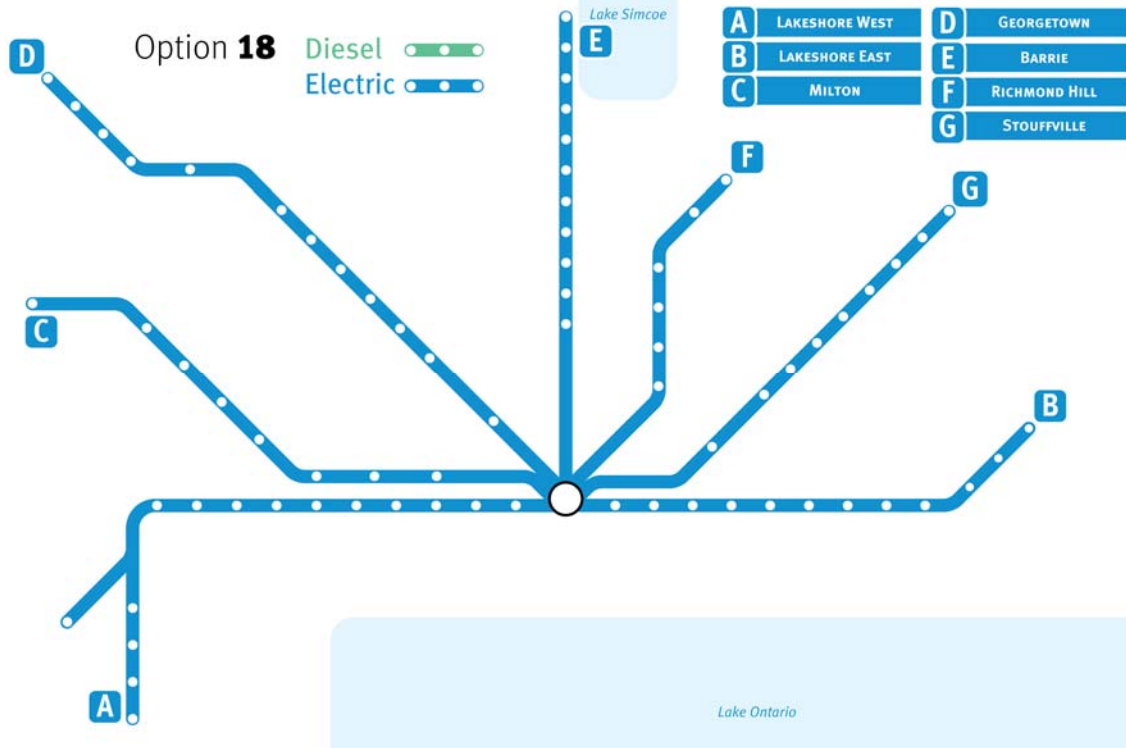 Option 18
Diesel
Electric
Lake Simcoe
A LAKESHORE WEST
B LAKESHORE EAST
C MILTON
D GEORGETOWN
E BARRIE
F RICHMOND HILL
G STOUFFVILLE
D
E
F
G
C
B
A
Lake Ontario